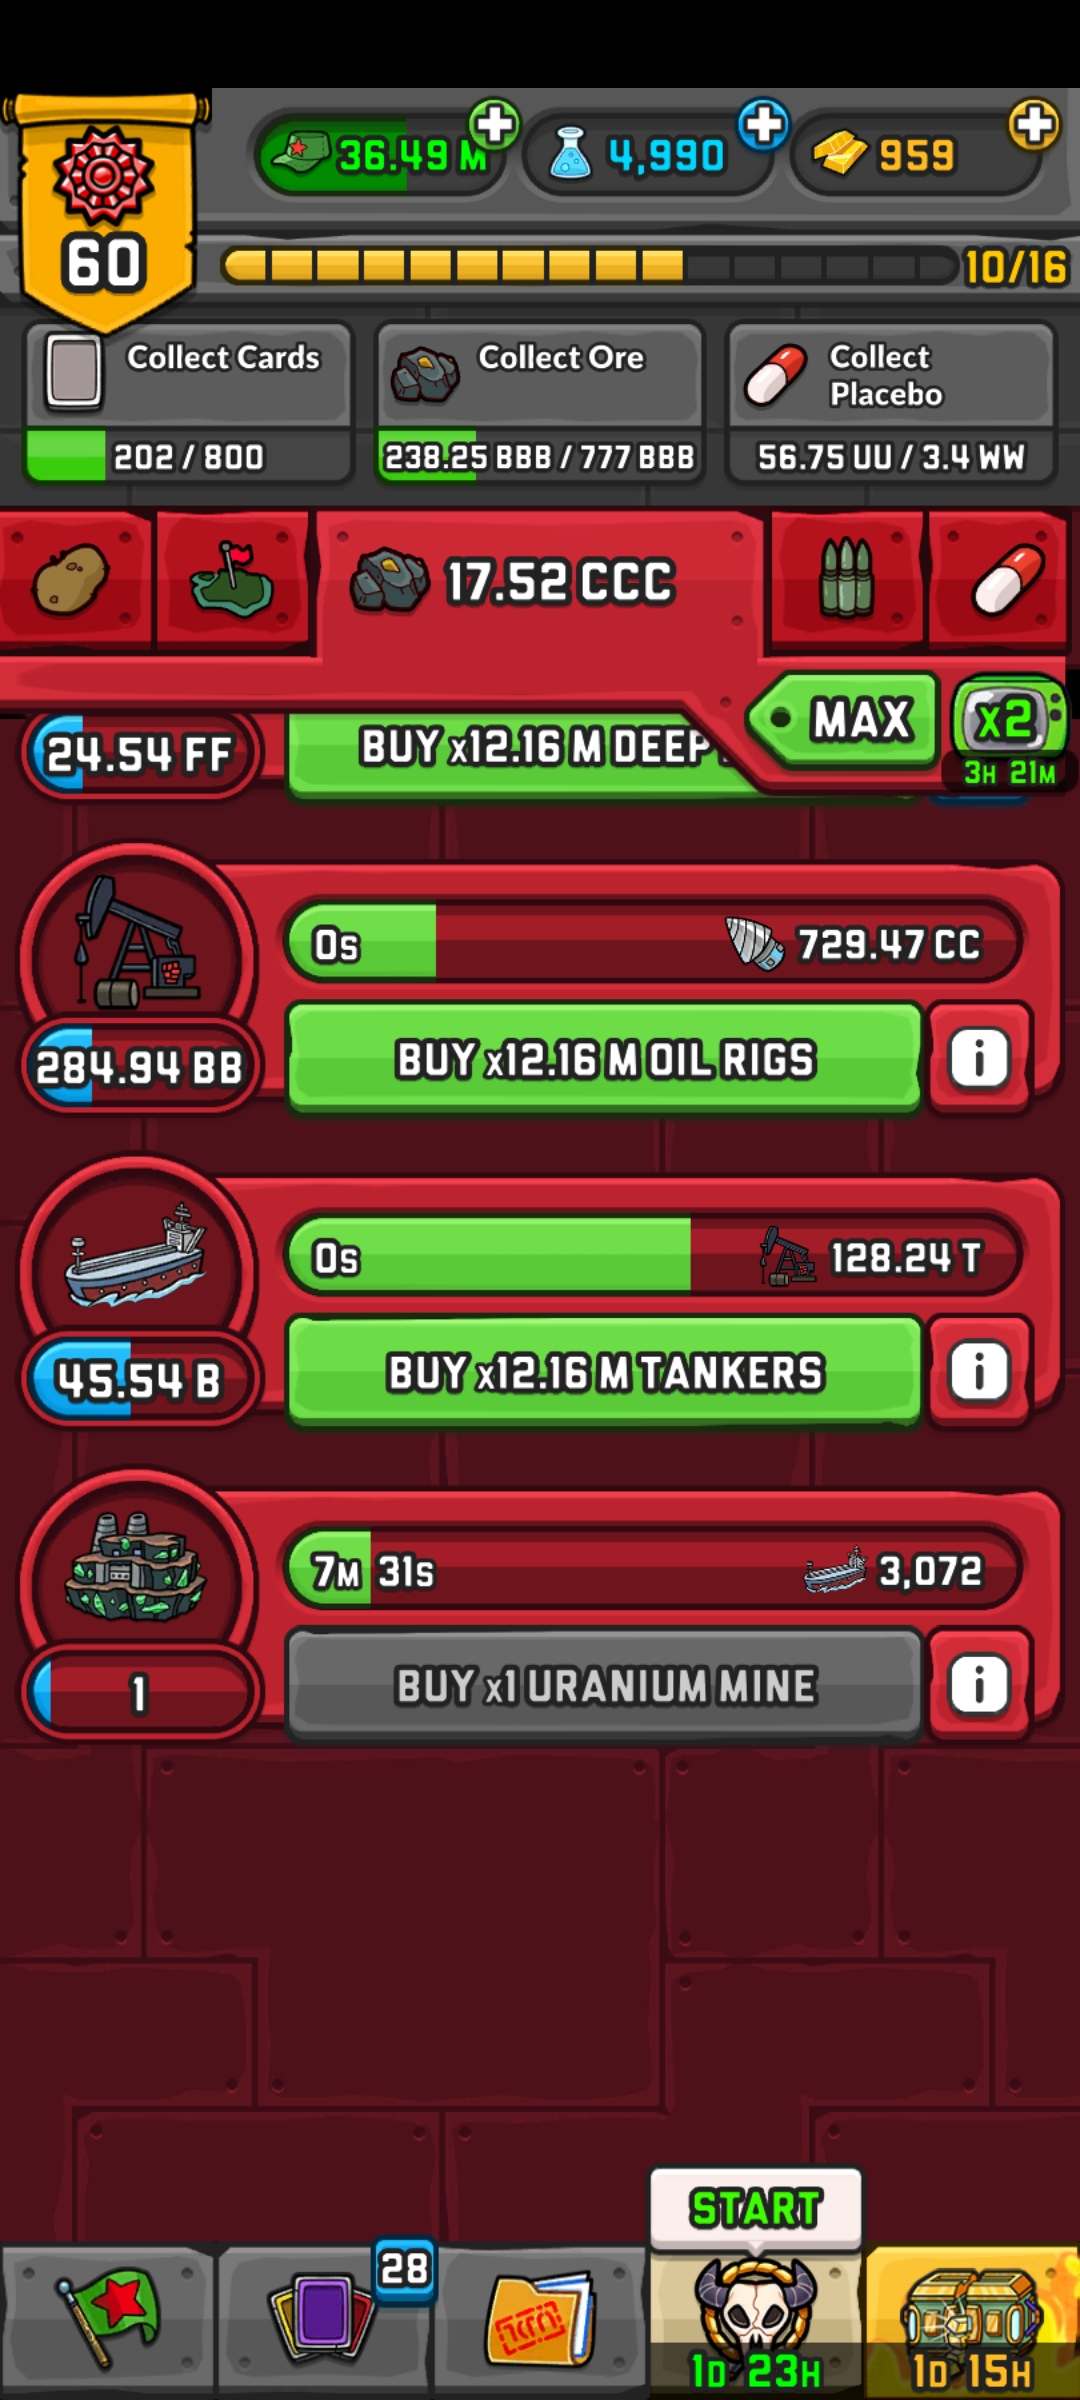 60
36.49 M
4,990
959
10/16
Collect Cards
202 / 800
Collect Ore
238.25 BBB / 777 BBB
Collect
Placebo
56.75 UU / 3.4 WW
17.52 CCC
MAX
x2
3H 21M
24.54 FF
BUY x12.16 M DEEP
0s
729.47 CC
284.94 BB
BUY x12.16 M OIL RIGS
i
0s
128.24 T
45.54 B
BUY x12.16 M TANKERS
i
7M 31s
3,072
1
BUY x1 URANIUM MINE
i
START
28
1D 23H
1D 15H